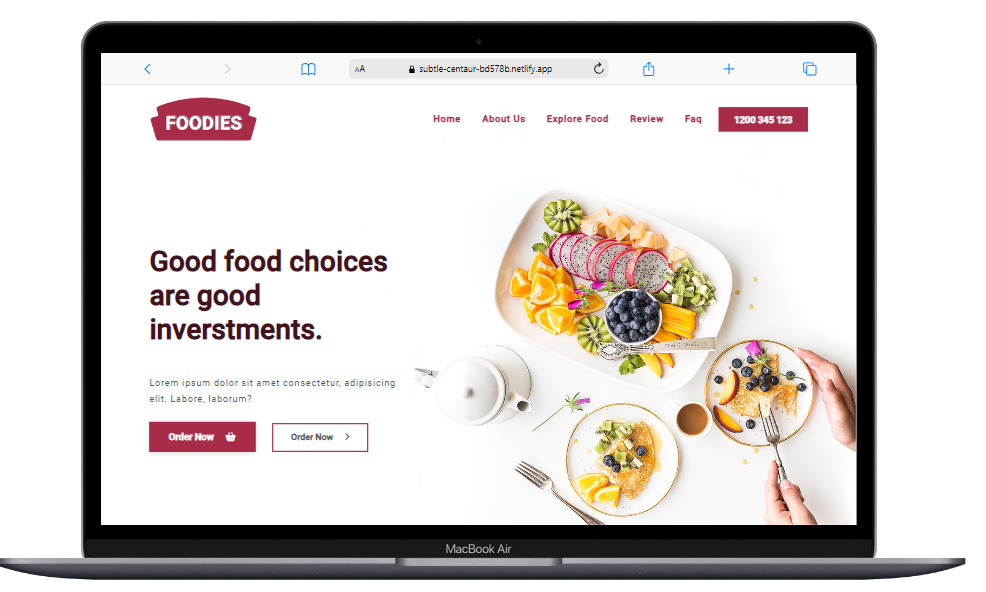 AA subtle-centaur-bd578b.netlify.app
FOODIES
Home About Us Explore Food Review Faq 1200 345 123
Good food choices
are good
inverstments.
Lorem ipsum dolor sit amet consectetur, adipisicing
elit. Labore, laborum?
Order Now Order Now
MacBook Air